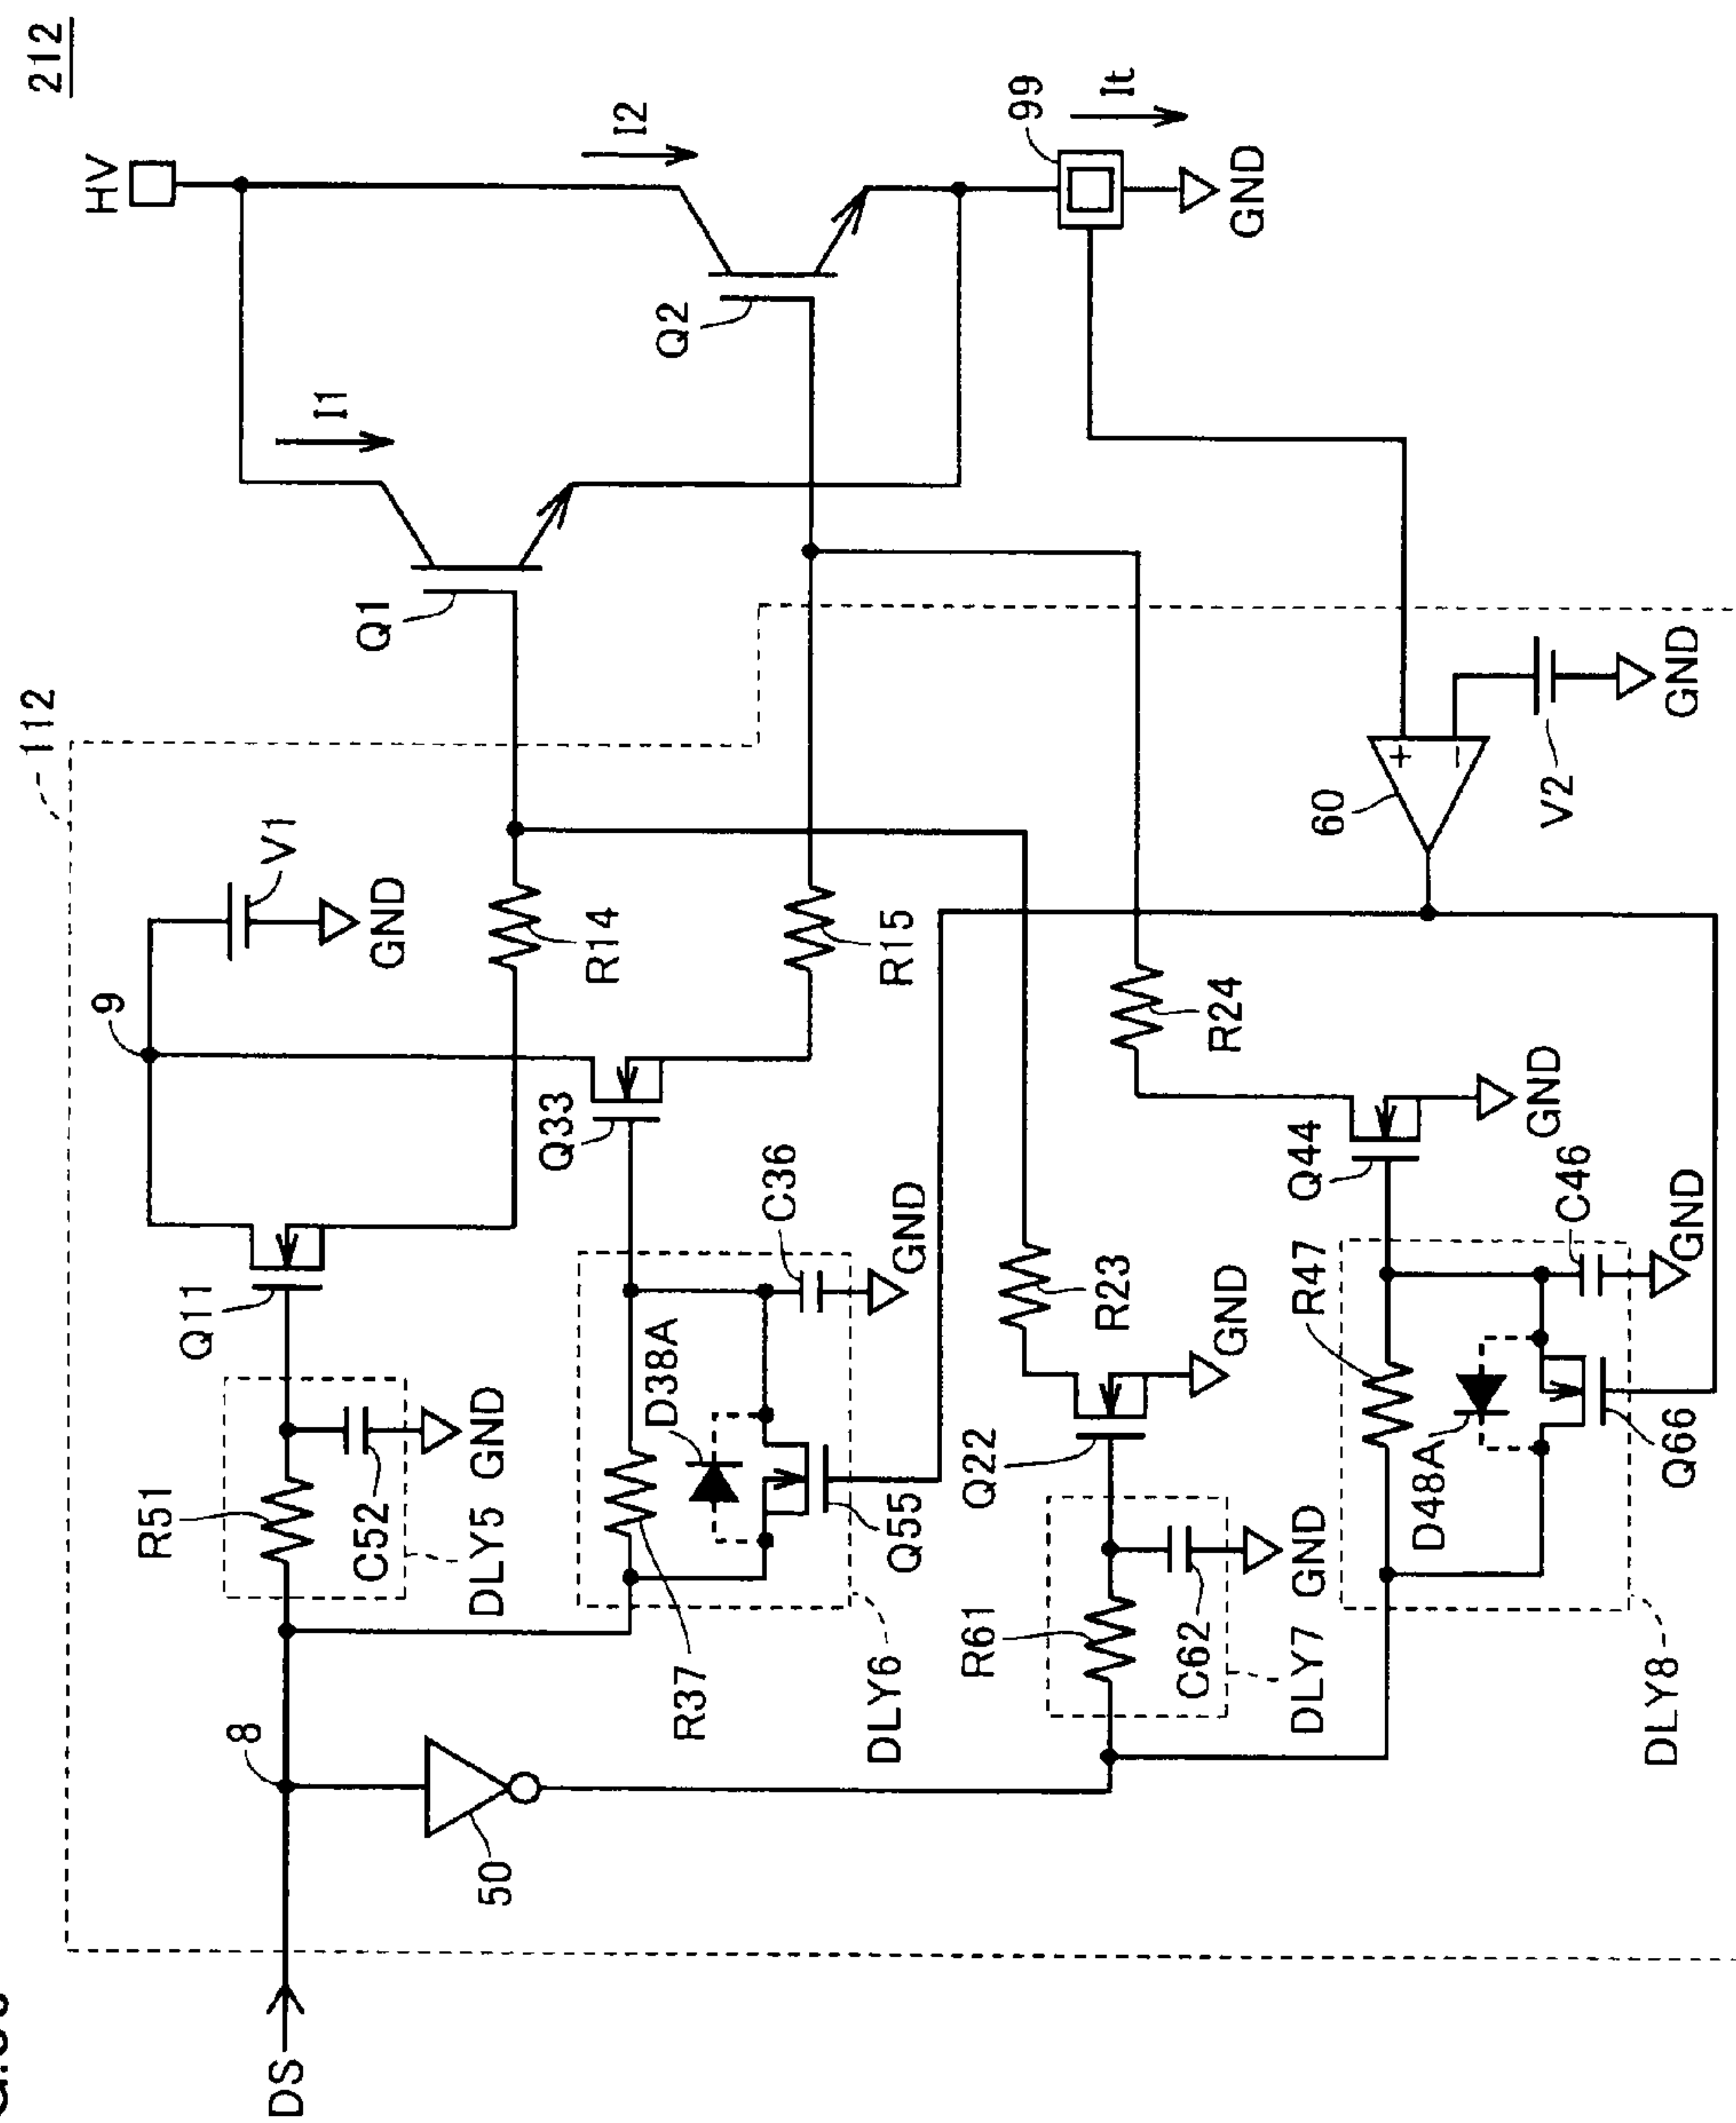 212
HV
I2
99
It
GND
Q2
I1
Q1
112
V1
GND
9
R14
R15
60
V2
GND
R24
Q33
Q11
C36
GND
R23
GND
Q44
GND
C46
GND
R47
R51
C52
GND
DLY5
D38A
Q55
R37
DLY6
Q22
R61
C62
GND
DLY7
D48A
Q66
DLY8
8
50
DS